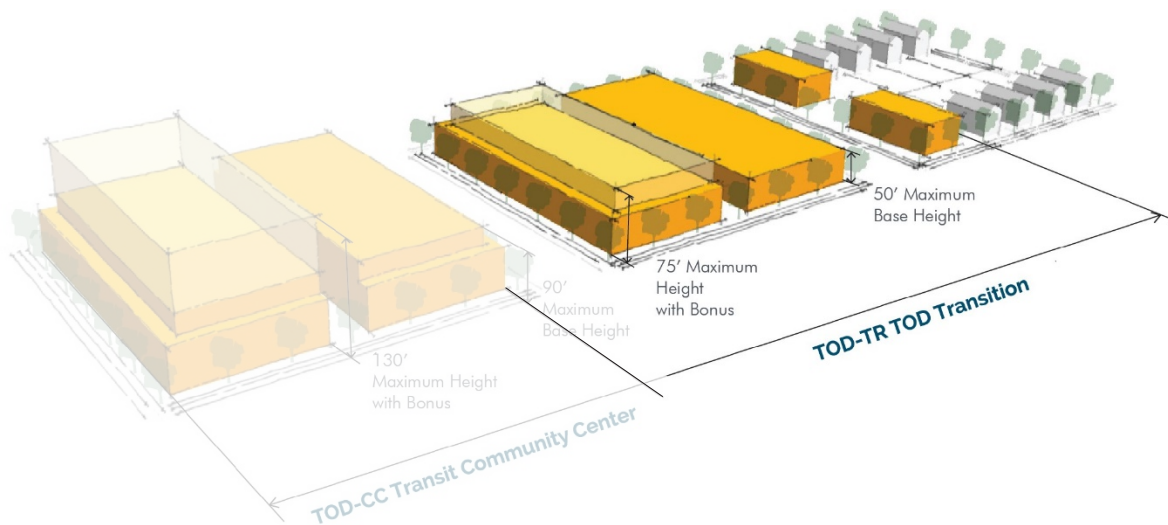 50' Maximum
Base Height
75' Maximum
Height
with Bonus
90'
Maximum
Base Height
130'
Maximum Height
with Bonus
TOD-TR TOD Transition
TOD-CC Transit Community Center